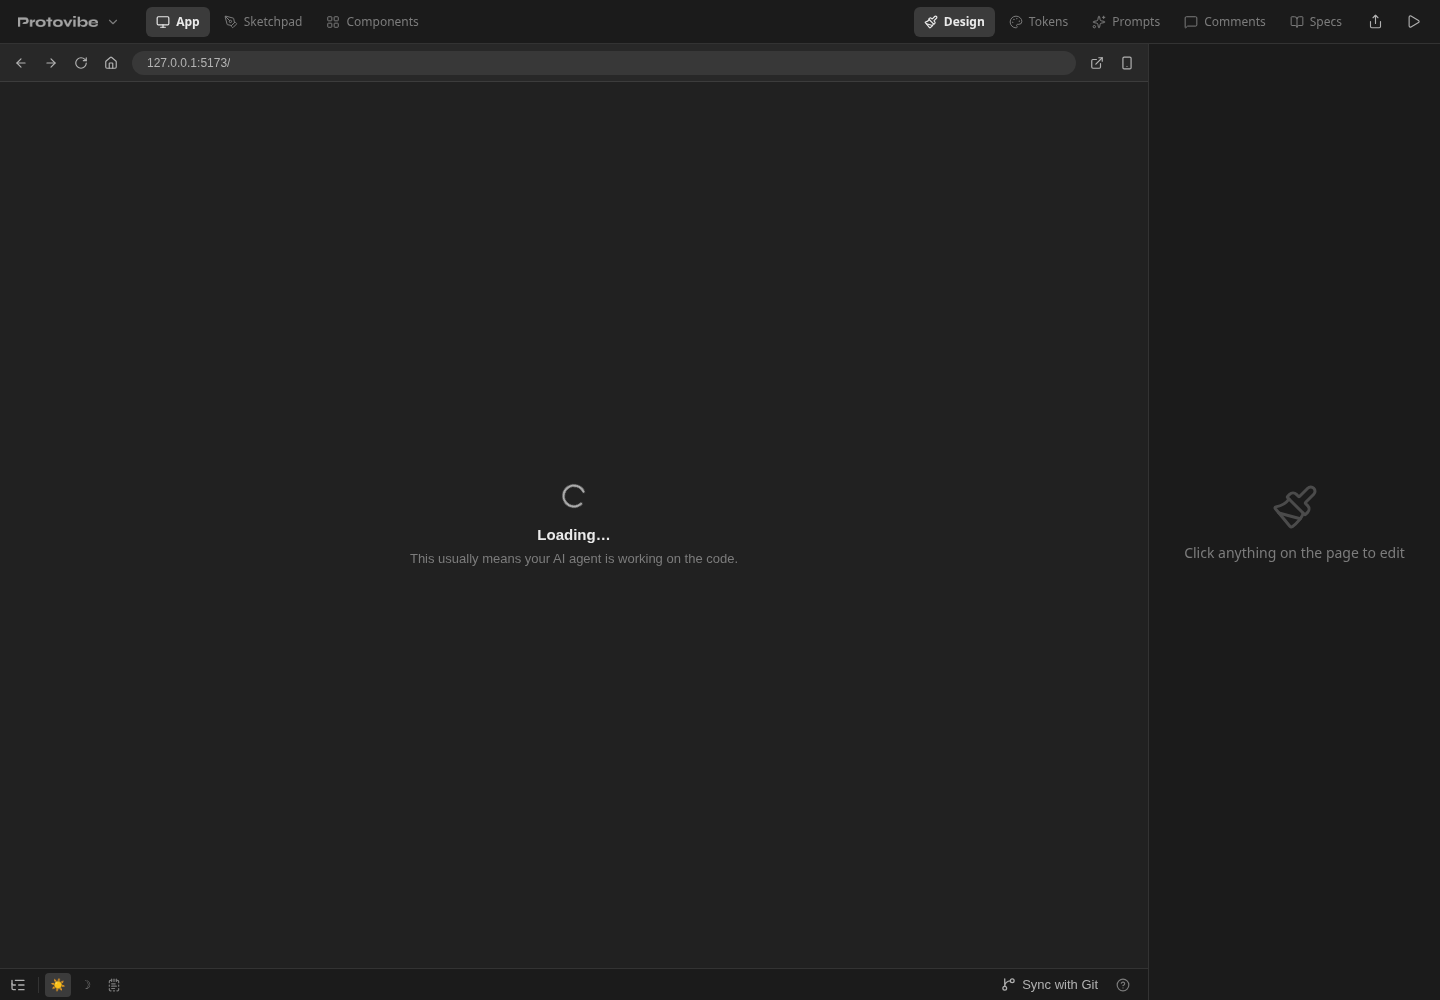 Protovibe
App
Sketchpad
Components
Design
Tokens
Prompts
Comments
Specs
127.0.0.1:5173/
Loading...
This usually means your AI agent is working on the code.
Click anything on the page to edit
Sync with Git